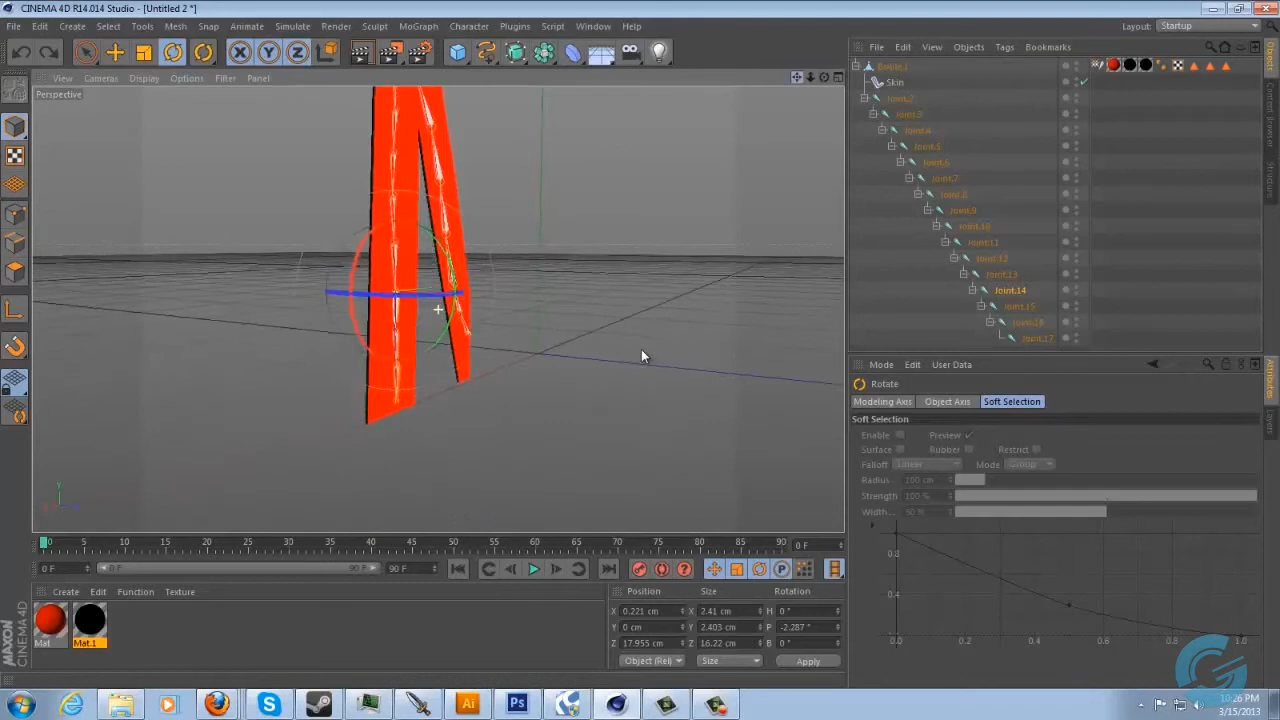 CINEMA 4D R14.014 Studio - [Untitled 2 *]
File Edit Create Select Tools Mesh Snap Animate Simulate Render Sculpt MoGraph Character Plugins Script Window Help
Layout: Startup
View Cameras Display Options Filter Panel
Perspective
File Edit View Objects Tags Bookmarks
Skin
Joint.2
Joint.3
Joint.4
Joint.5
Joint.6
Joint.7
Joint.8
Joint.9
Joint.10
Joint.11
Joint.12
Joint.13
Joint.14
Joint.15
Joint.16
Joint.17
Objects
Content Browser
Structure
Mode Edit User Data
Rotate
Modeling Axis Object Axis Soft Selection
Soft Selection
Enable Preview
Surface Rubber Restrict
Falloff Linear Mode Group
Radius 100 cm
Strength 100 %
Width... 50 %
0.8
0.4
0.0 0.2 0.4 0.6 0.8 1.0
Attributes
Layers
0 5 10 15 20 25 30 35 40 45 50 55 60 65 70 75 80 85 90 0 F
0 F 0 F 90 F 90 F
Create Edit Function Texture
Mat Mat.1
Position Size Rotation
X 0.221 cm X 2.41 cm H 0 °
Y 0 cm Y 2.403 cm P -2.287 °
Z 17.955 cm Z 16.22 cm B 0 °
Object (Rel) Size Apply
MAXON CINEMA 4D
10:26 PM
3/15/2013